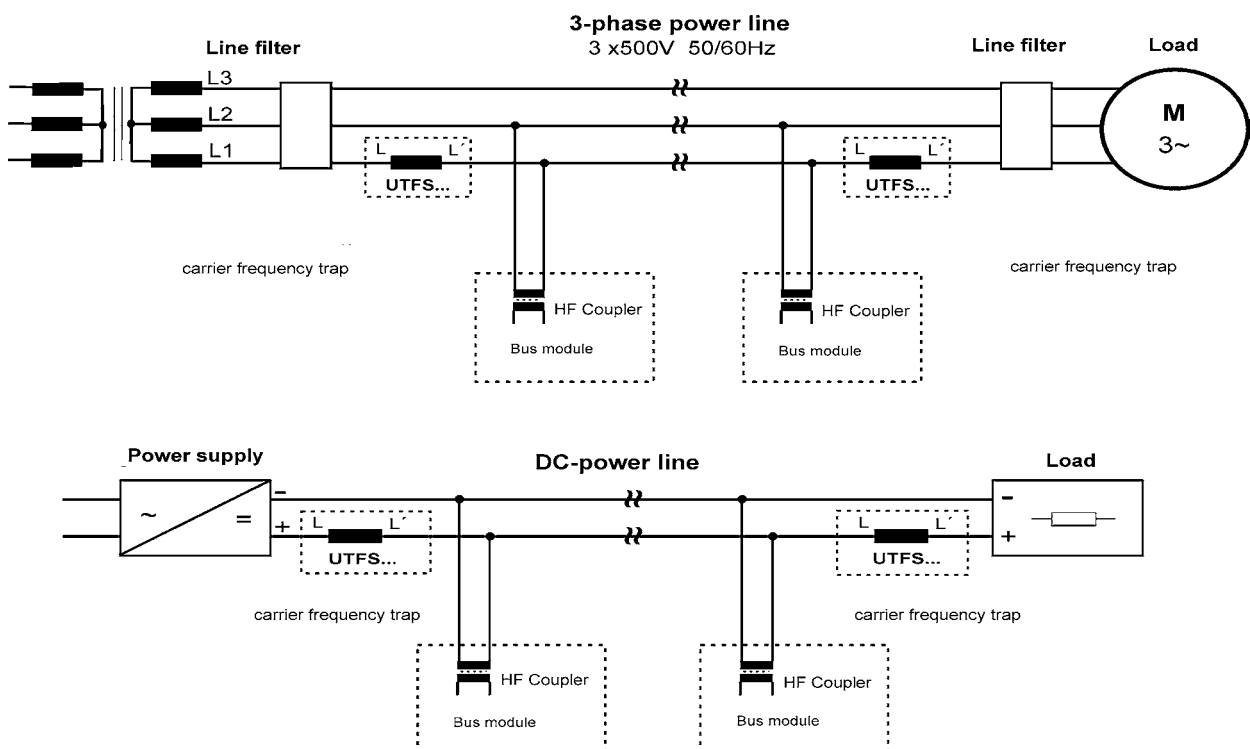 3-phase power line
Line filter
3 x500V 50/60Hz
Line filter
Load
L3
L2
L1
L L´
UTFS...
L L´
UTFS...
M
3~
carrier frequency trap
carrier frequency trap
HF Coupler
Bus module
HF Coupler
Bus module
Power supply
DC-power line
Load
~
=
-
+
L L´
UTFS...
L L´
UTFS...
-
+
carrier frequency trap
carrier frequency trap
HF Coupler
Bus module
HF Coupler
Bus module